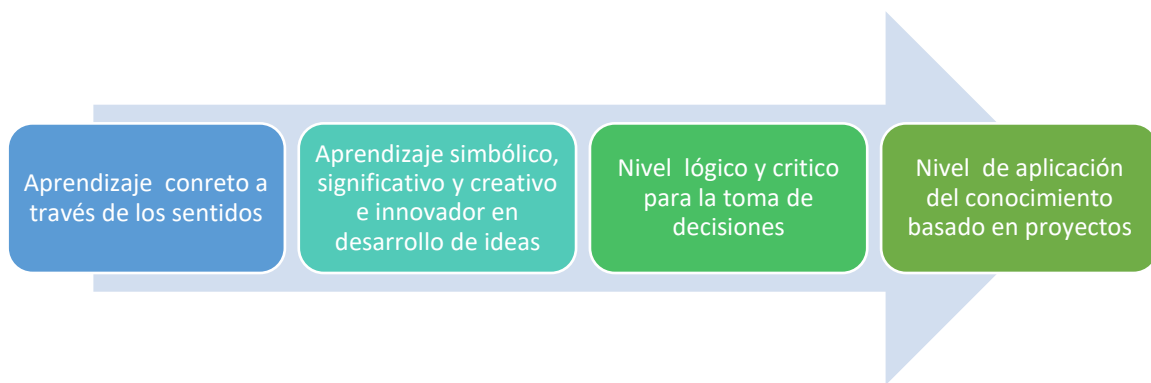 Aprendizaje conreto a
través de los sentidos
Aprendizaje simbólico,
significativo y creativo
e innovador en
desarrollo de ideas
Nivel lógico y critico
para la toma de
decisiones
Nivel de aplicación
del conocimiento
basado en proyectos